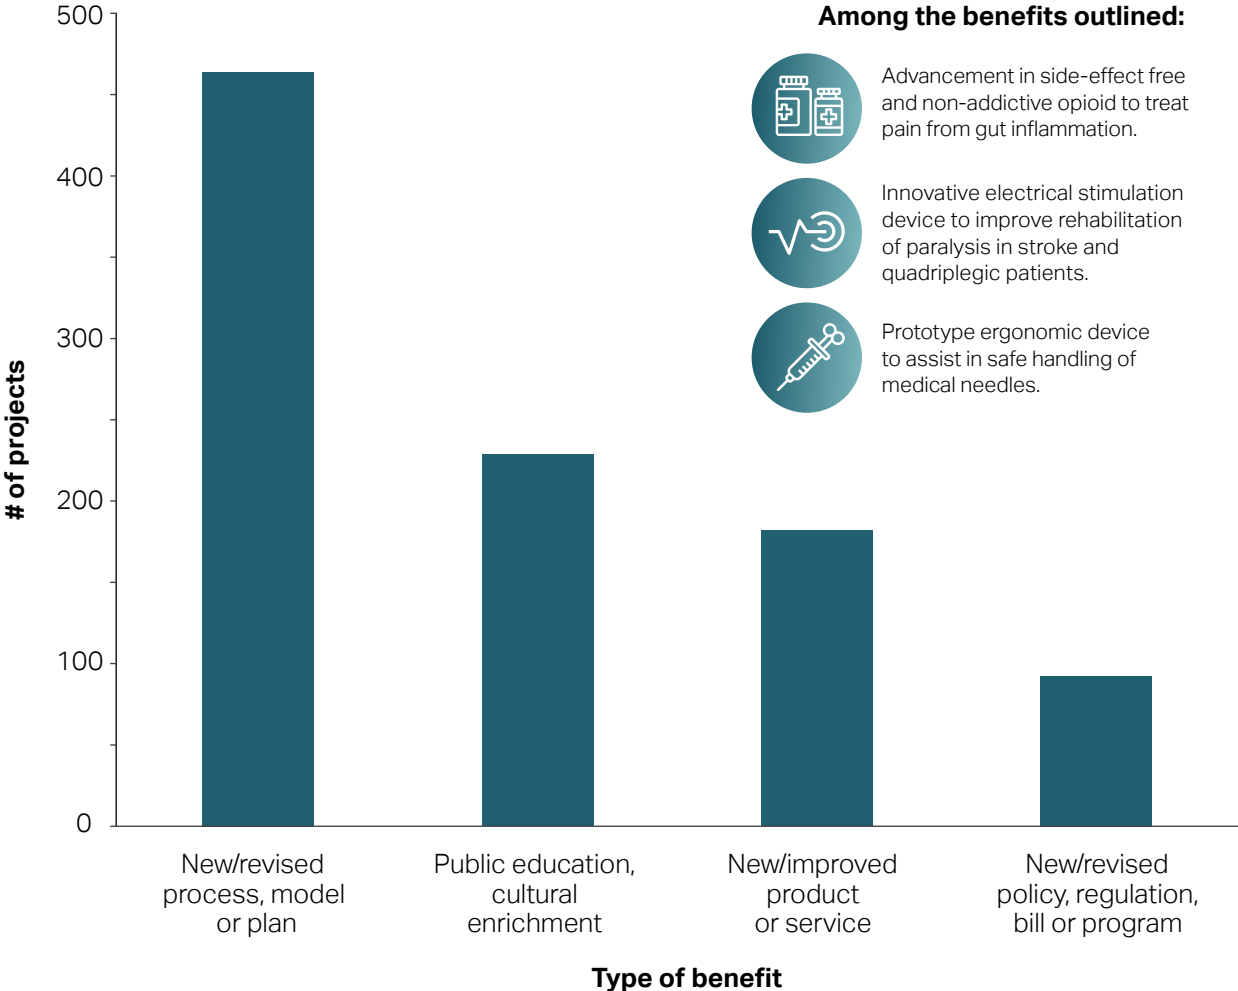 Among the benefits outlined:
Advancement in side-effect free
and non-addictive opioid to treat
pain from gut inflammation.
Innovative electrical stimulation
device to improve rehabilitation
of paralysis in stroke and
quadriplegic patients.
Prototype ergonomic device
to assist in safe handling of
medical needles.
# of projects
500
400
300
200
100
0
New/revised
process, model
or plan
Public education,
cultural
enrichment
New/improved
product
or service
New/revised
policy, regulation,
bill or program
Type of benefit